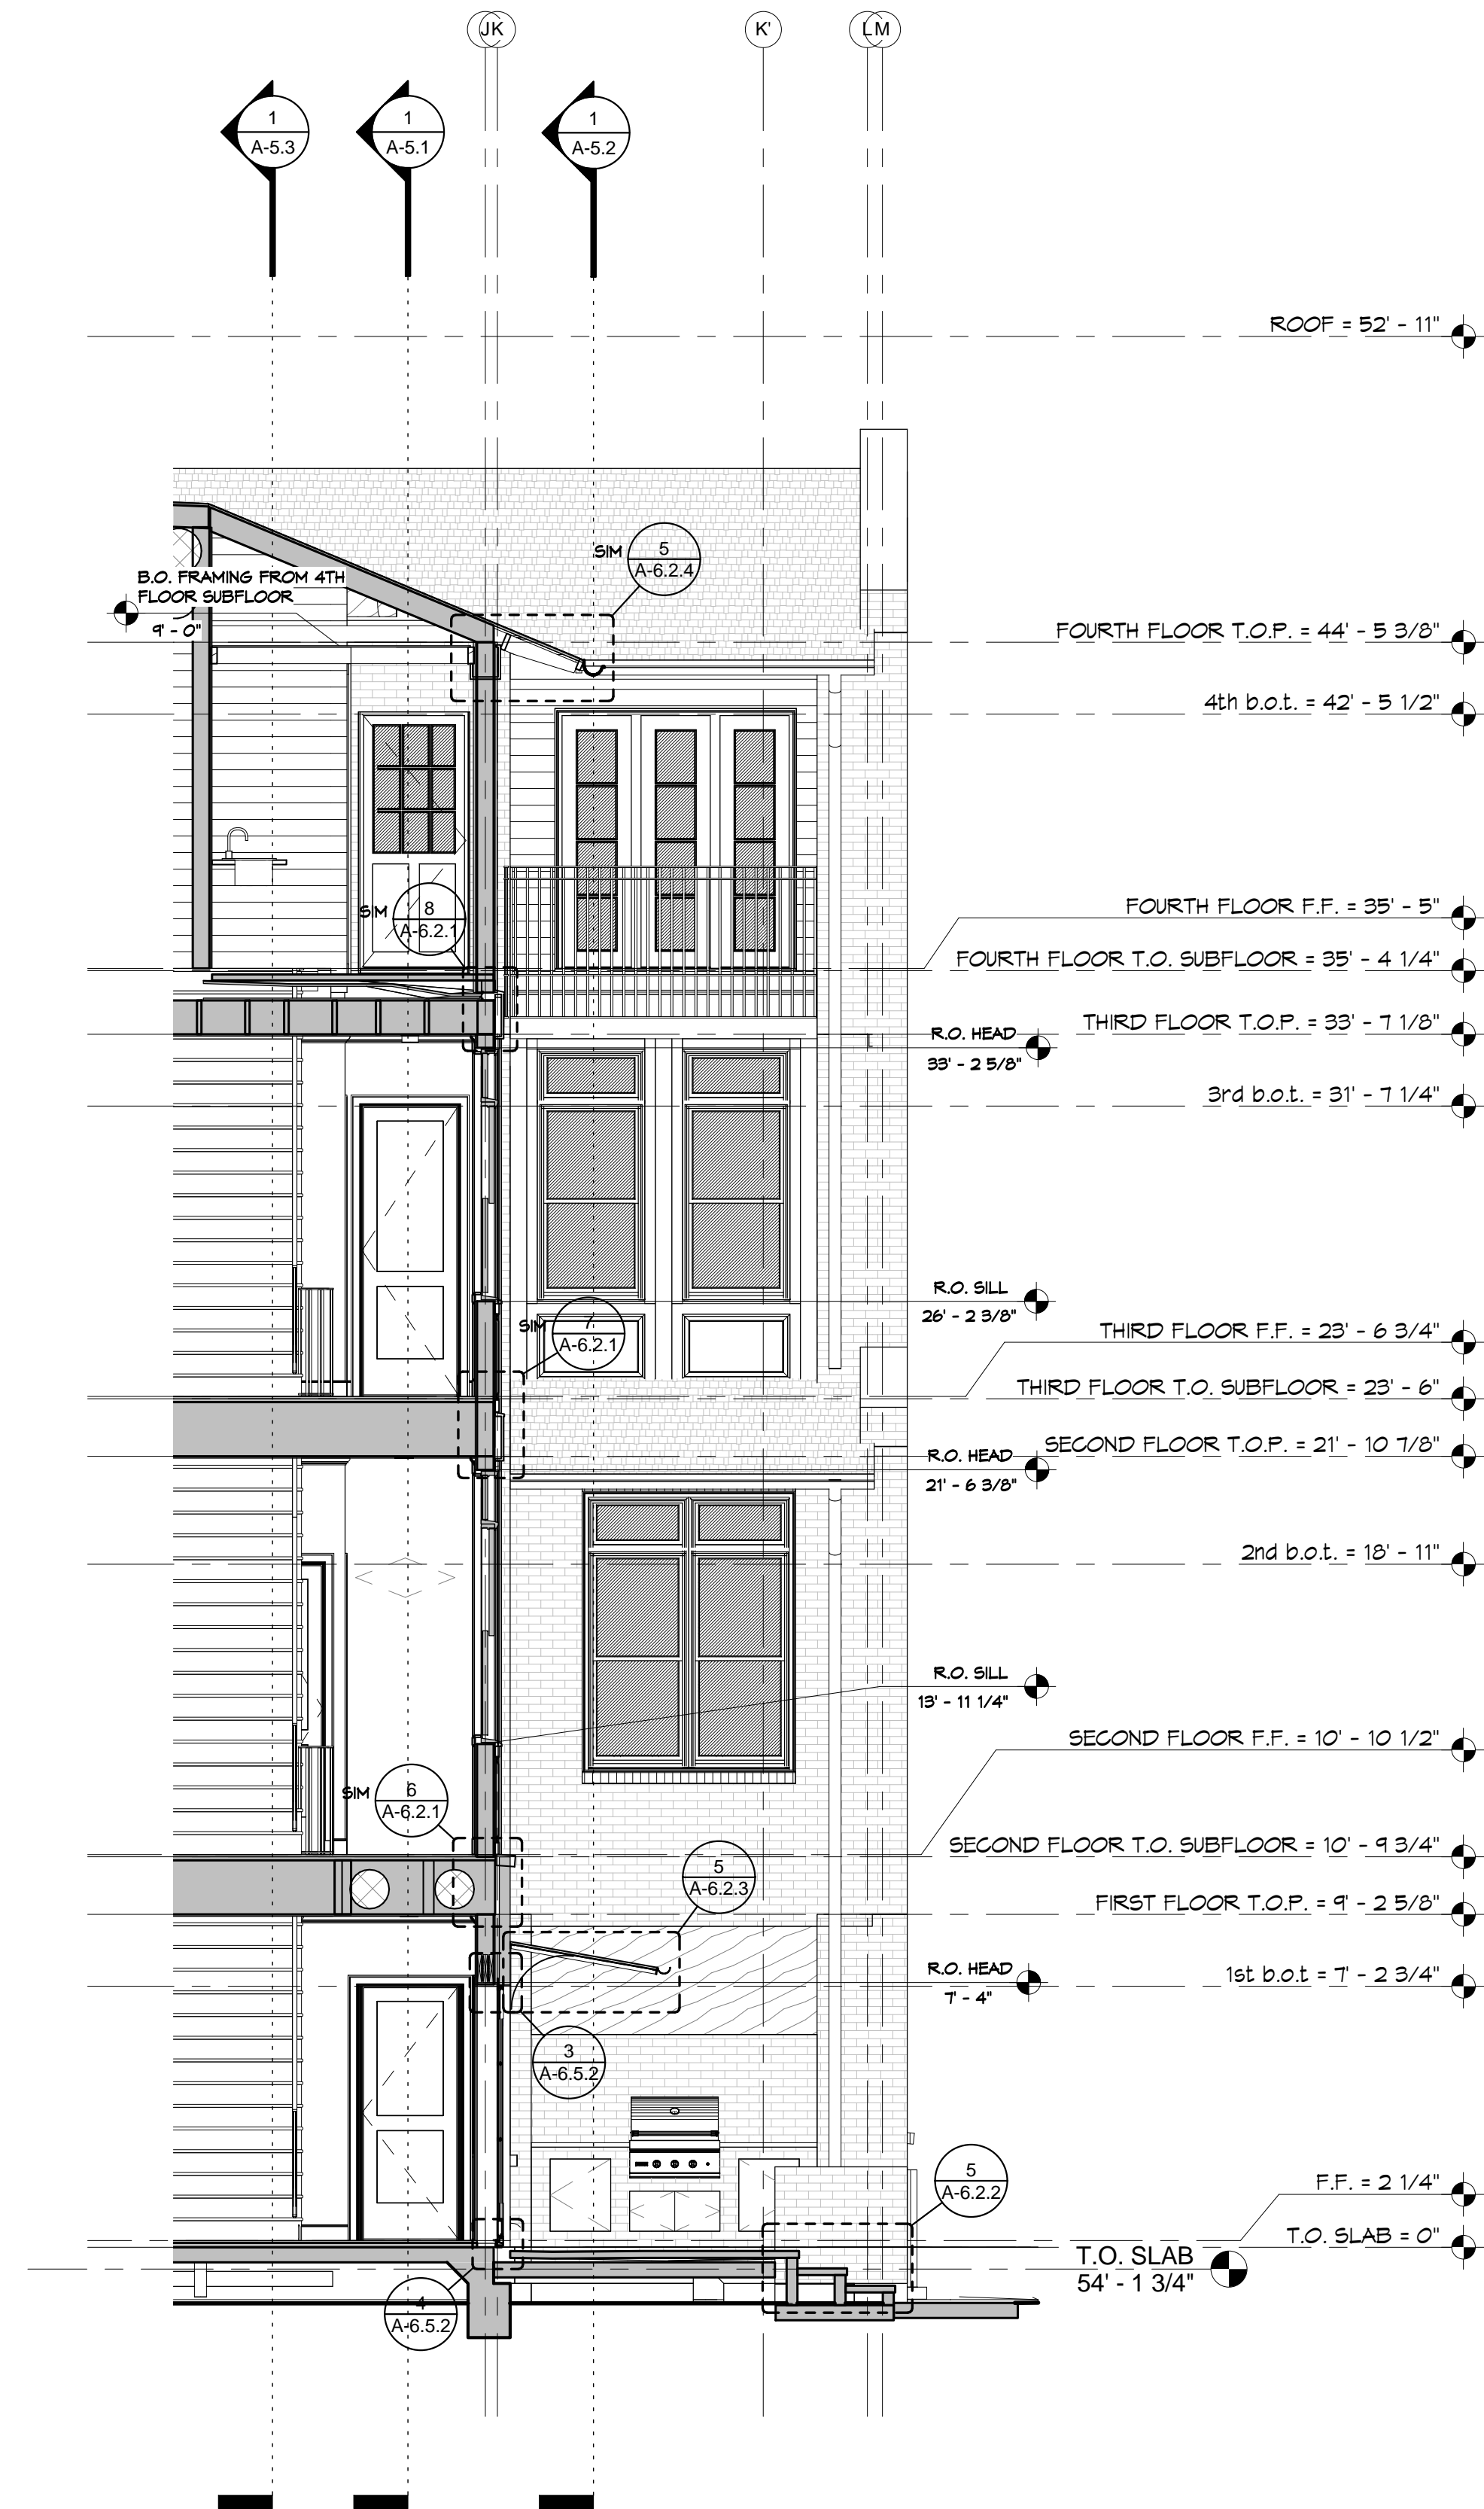 J K K' L M
1
A-5.3
1
A-5.1
1
A-5.2
ROOF = 52' - 11"
SIM 5
A-6.2.4
B.O. FRAMING FROM 4TH
FLOOR SUBFLOOR
9' - 0"
FOURTH FLOOR T.O.P. = 44' - 5 3/8"
4th b.o.t. = 42' - 5 1/2"
SIM 8
A-6.2.1
FOURTH FLOOR F.F. = 35' - 5"
FOURTH FLOOR T.O. SUBFLOOR = 35' - 4 1/4"
THIRD FLOOR T.O.P. = 33' - 7 1/8"
R.O. HEAD
33' - 2 5/8"
3rd b.o.t. = 31' - 7 1/4"
R.O. SILL
26' - 2 3/8"
SIM 7
A-6.2.1
THIRD FLOOR F.F. = 23' - 6 3/4"
THIRD FLOOR T.O. SUBFLOOR = 23' - 6"
SECOND FLOOR T.O.P. = 21' - 10 7/8"
R.O. HEAD
21' - 6 3/8"
2nd b.o.t. = 18' - 11"
R.O. SILL
13' - 11 1/4"
SECOND FLOOR F.F. = 10' - 10 1/2"
SIM 6
A-6.2.1
SECOND FLOOR T.O. SUBFLOOR = 10' - 9 3/4"
5
A-6.2.3
FIRST FLOOR T.O.P. = 9' - 2 5/8"
R.O. HEAD
7' - 4"
1st b.o.t = 7' - 2 3/4"
3
A-6.5.2
5
A-6.2.2
F.F. = 2 1/4"
T.O. SLAB = 0"
T.O. SLAB
54' - 1 3/4"
4
A-6.5.2